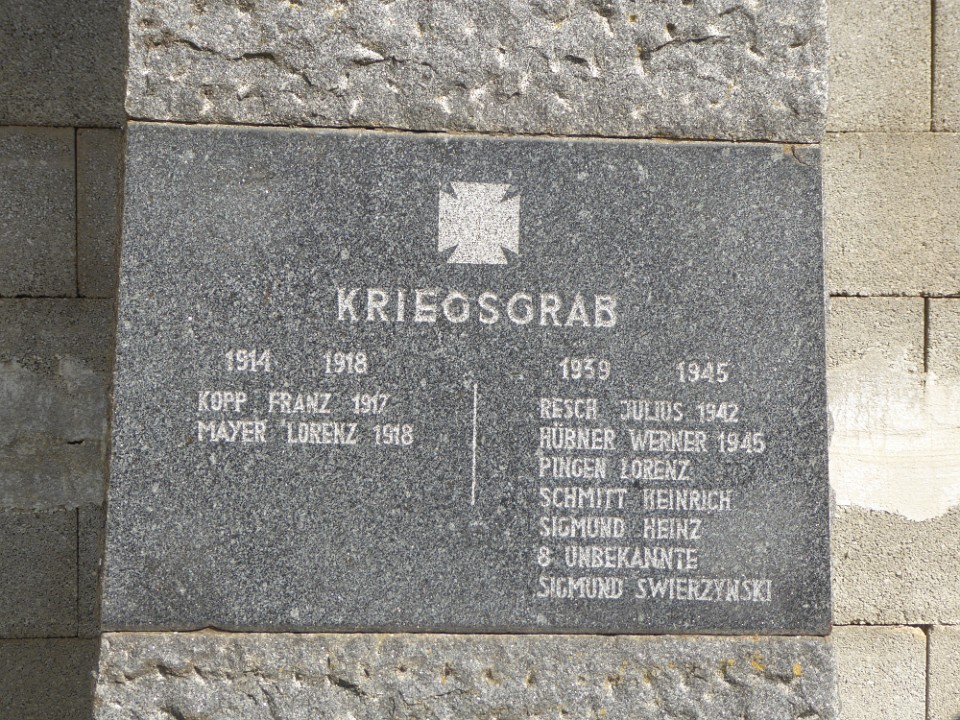 KRIEGSGRAB
1914 1918
KOPP FRANZ 1917
MAYER LORENZ 1918
1939 1945
RESCH JULIUS 1942
HÜRNER WERNER 1945
PINGEN LORENZ
SCHMITT HEINRICH
SIGMUND HEINZ
8 UNBEKANNTE
SIGMUND SWIERZYNSKI